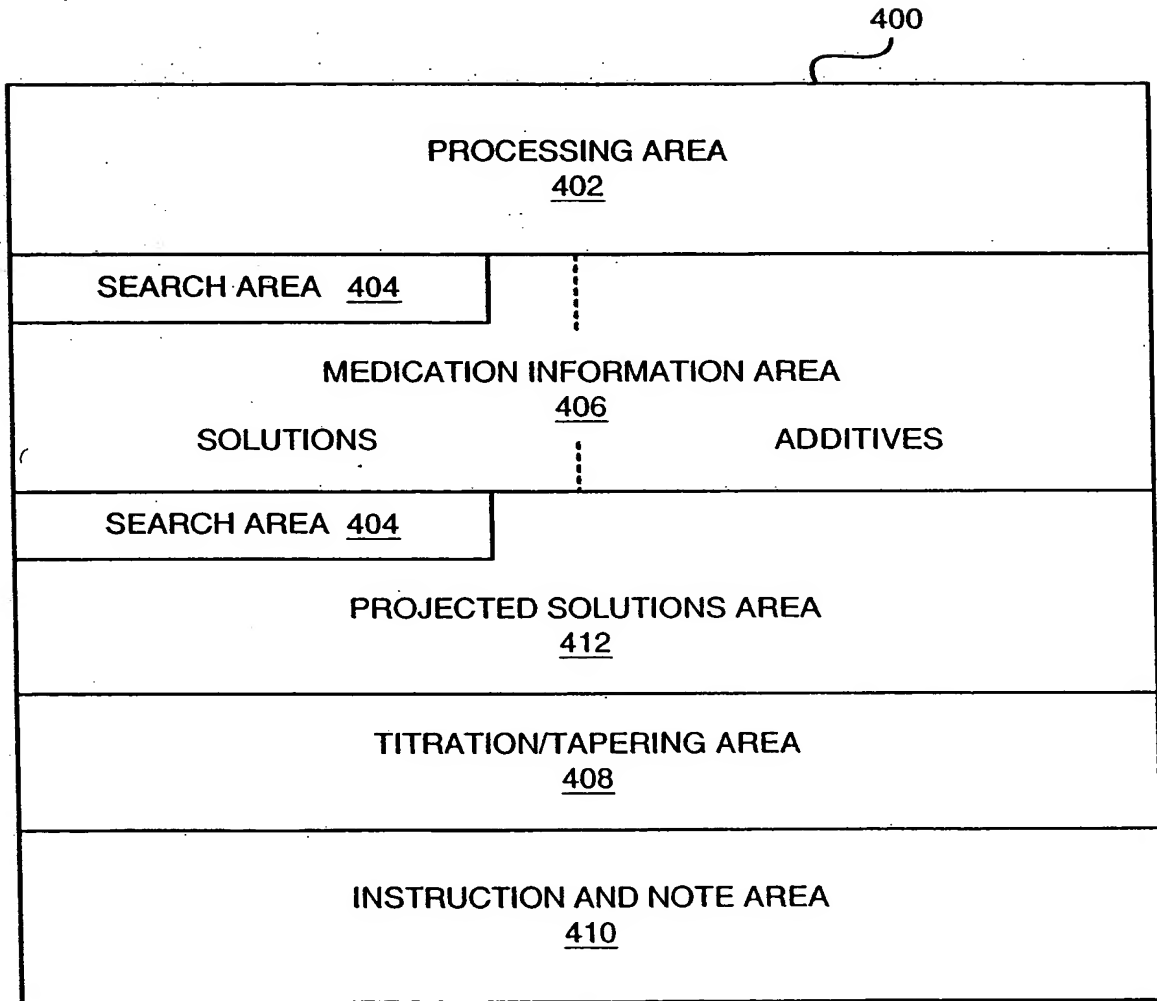 400
PROCESSING AREA
402
SEARCH AREA 404
MEDICATION INFORMATION AREA
406
SOLUTIONS ADDITIVES
SEARCH AREA 404
PROJECTED SOLUTIONS AREA
412
TITRATION/TAPERING AREA
408
INSTRUCTION AND NOTE AREA
410